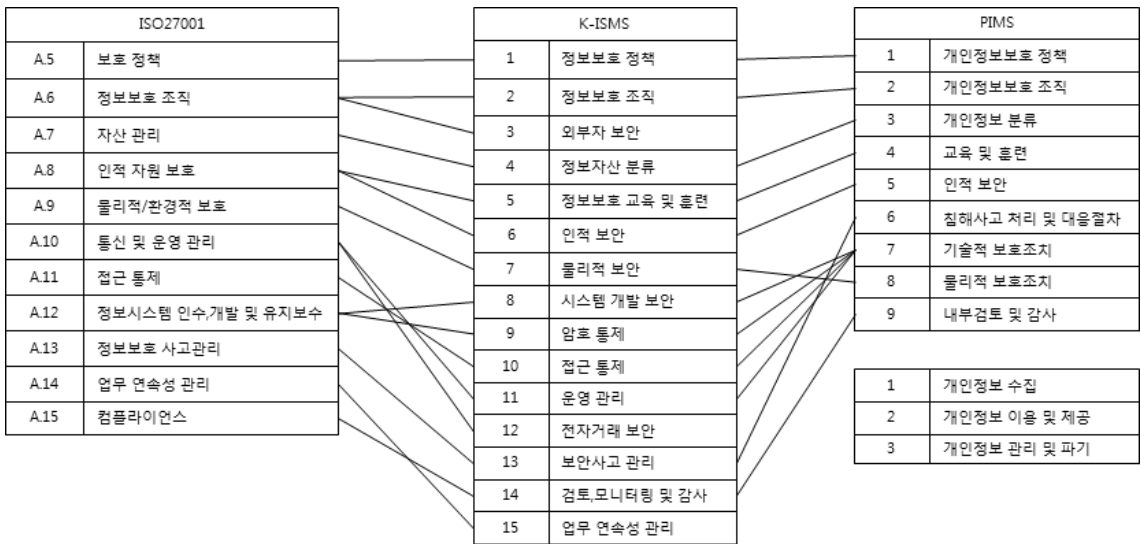 ISO27001
A.5 보호 정책
A.6 정보보호 조직
A.7 자산 관리
A.8 인적 자원 보호
A.9 물리적/환경적 보호
A.10 통신 및 운영 관리
A.11 접근 통제
A.12 정보시스템 인수,개발 및 유지보수
A.13 정보보호 사고관리
A.14 업무 연속성 관리
A.15 컴플라이언스
K-ISMS
1 정보보호 정책
2 정보보호 조직
3 외부자 보안
4 정보자산 분류
5 정보보호 교육 및 훈련
6 인적 보안
7 물리적 보안
8 시스템 개발 보안
9 암호 통제
10 접근 통제
11 운영 관리
12 전자거래 보안
13 보안사고 관리
14 검토,모니터링 및 감사
15 업무 연속성 관리
PIMS
1 개인정보보호 정책
2 개인정보보호 조직
3 개인정보 분류
4 교육 및 훈련
5 인적 보안
6 침해사고 처리 및 대응절차
7 기술적 보호조치
8 물리적 보호조치
9 내부검토 및 감사
1 개인정보 수집
2 개인정보 이용 및 제공
3 개인정보 관리 및 파기